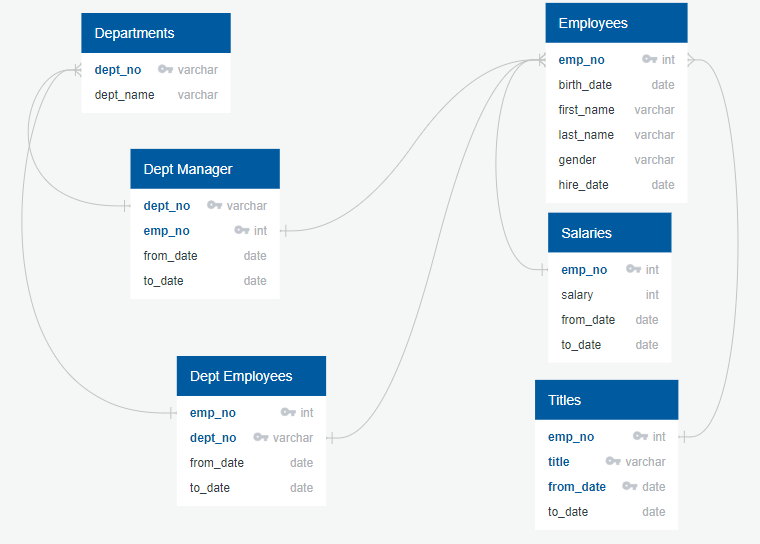 Departments
dept_no varchar
dept_name varchar
Dept Manager
dept_no varchar
emp_no int
from_date date
to_date date
Dept Employees
emp_no int
dept_no varchar
from_date date
to_date date
Employees
emp_no int
birth_date date
first_name varchar
last_name varchar
gender varchar
hire_date date
Salaries
emp_no int
salary int
from_date date
to_date date
Titles
emp_no int
title varchar
from_date date
to_date date